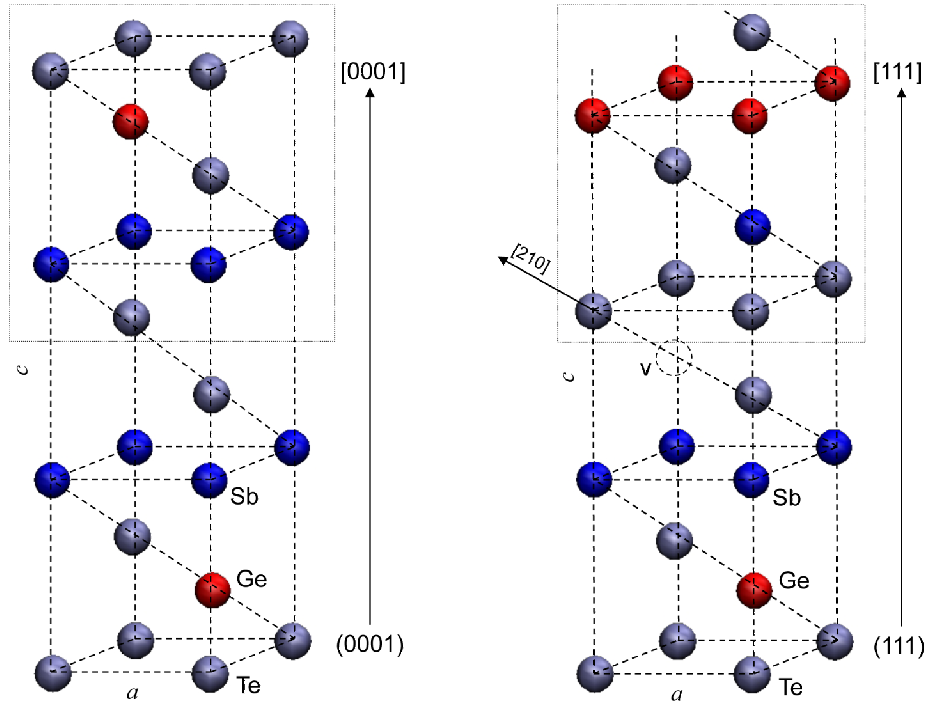 [0001]
c
Sb
Ge
(0001)
Te
a
[111]
[210]
v
c
Sb
Ge
(111)
Te
a